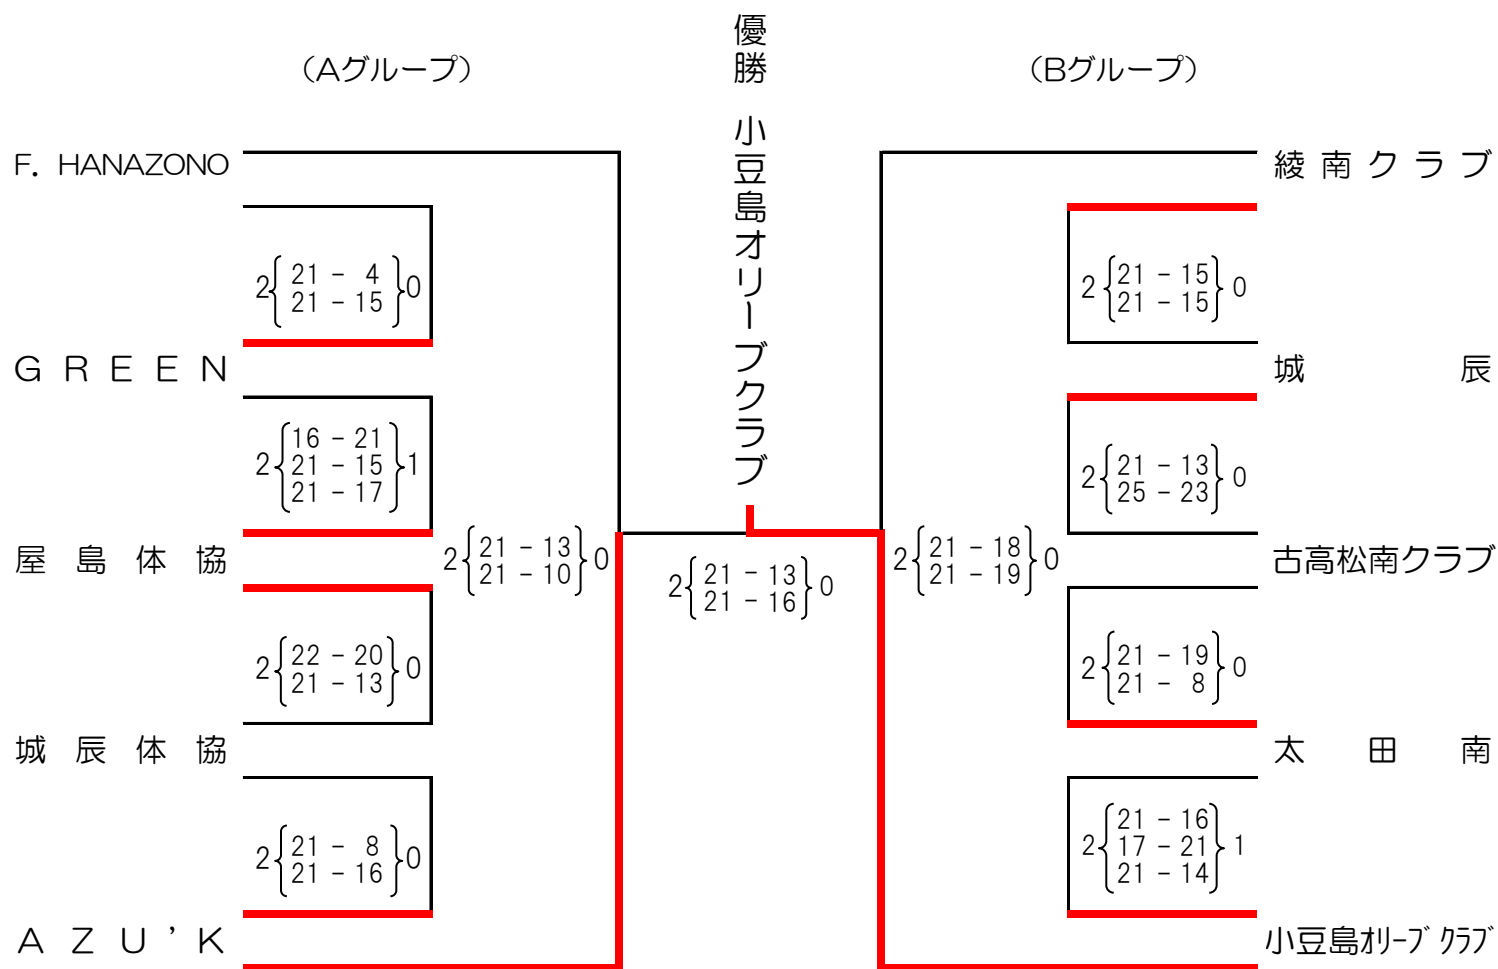 優勝 小豆島オリーブクラブ
（Aグループ）
（Bグループ）
F. HANAZONO
2{ 21 - 4 }0
21 - 15
GREEN
2{ 16 - 21 }1
21 - 15
21 - 17
屋島体協
2{ 22 - 20 }0
21 - 13
城辰体協
2{ 21 - 8 }0
21 - 16
AZU'K
2{ 21 - 13 }0
21 - 10
2{ 21 - 13 }0
21 - 16
2{ 21 - 18 }0
21 - 19
綾南クラブ
2{ 21 - 15 }0
21 - 15
城辰
2{ 21 - 13 }0
25 - 23
古高松南クラブ
2{ 21 - 19 }0
21 - 8
太田南
2{ 21 - 16 }1
17 - 21
21 - 14
小豆島ｵﾘｰﾌﾞｸﾗﾌﾞ